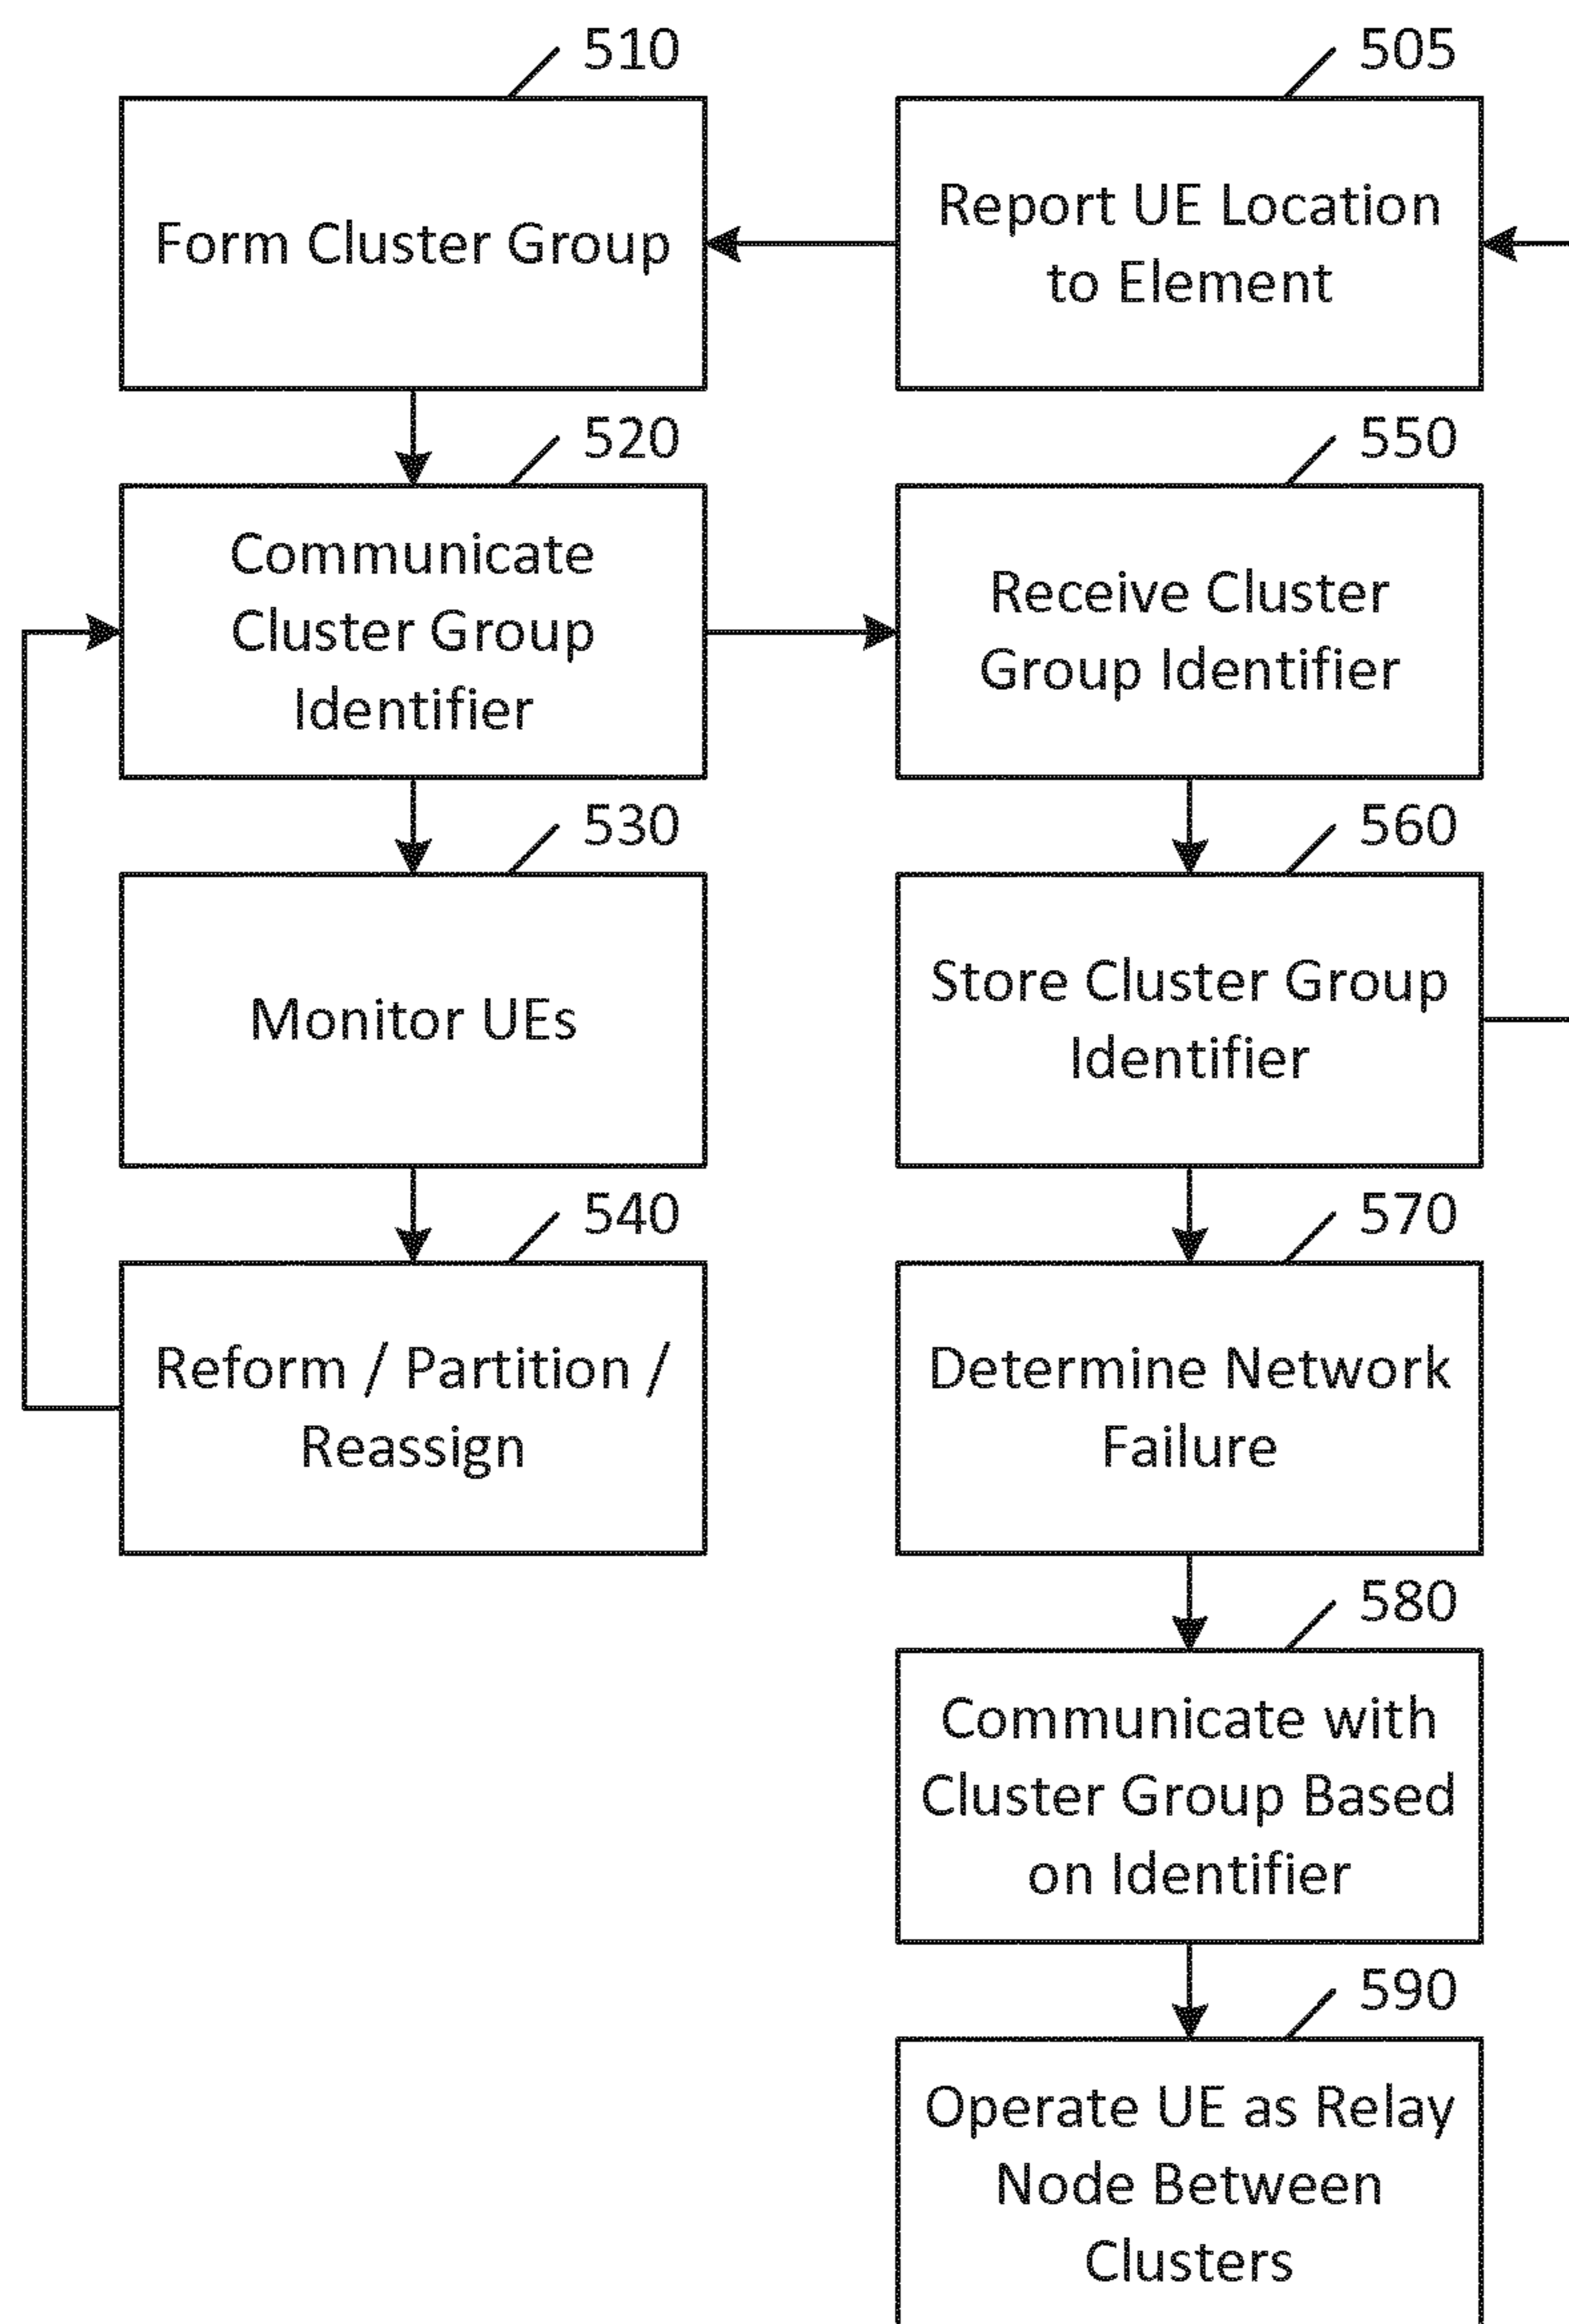 510
505
Form Cluster Group
Report UE Location
to Element
520
550
Communicate
Cluster Group
Identifier
Receive Cluster
Group Identifier
530
560
Monitor UEs
Store Cluster Group
Identifier
540
570
Reform / Partition /
Reassign
Determine Network
Failure
580
Communicate with
Cluster Group Based
on Identifier
590
Operate UE as Relay
Node Between
Clusters